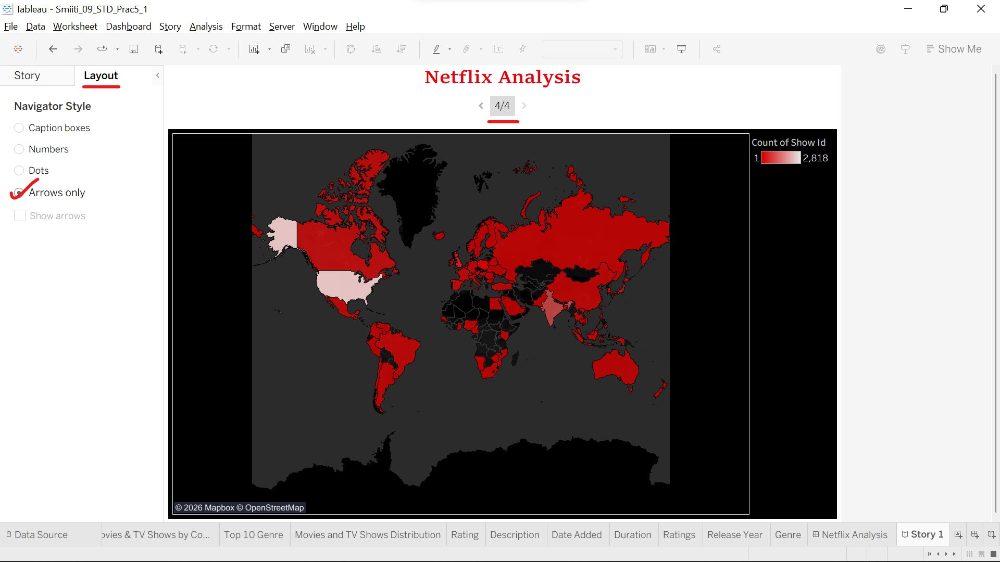 Tableau - Smiiti_09_STD_Prac5_1
File Data Worksheet Dashboard Story Analysis Format Server Window Help
Show Me
Story Layout
Netflix Analysis
4/4
Navigator Style
Caption boxes
Numbers
Dots
Arrows only
Show arrows
Count of Show Id
1 2,818
© 2026 Mapbox © OpenStreetMap
Data Source ovies & TV Shows by Co... Top 10 Genre Movies and TV Shows Distribution Rating Description Date Added Duration Ratings Release Year Genre Netflix Analysis Story 1